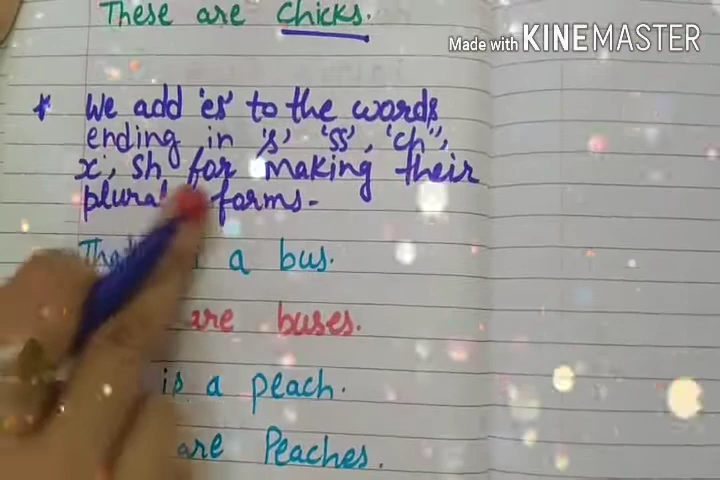 These are chicks.
Made with KINEMASTER
* We add 'es' to the words
ending in 's' 'ss', 'ch",
x', sh for making their
plural forms-
a bus.
are buses.
is a peach.
are Peaches.